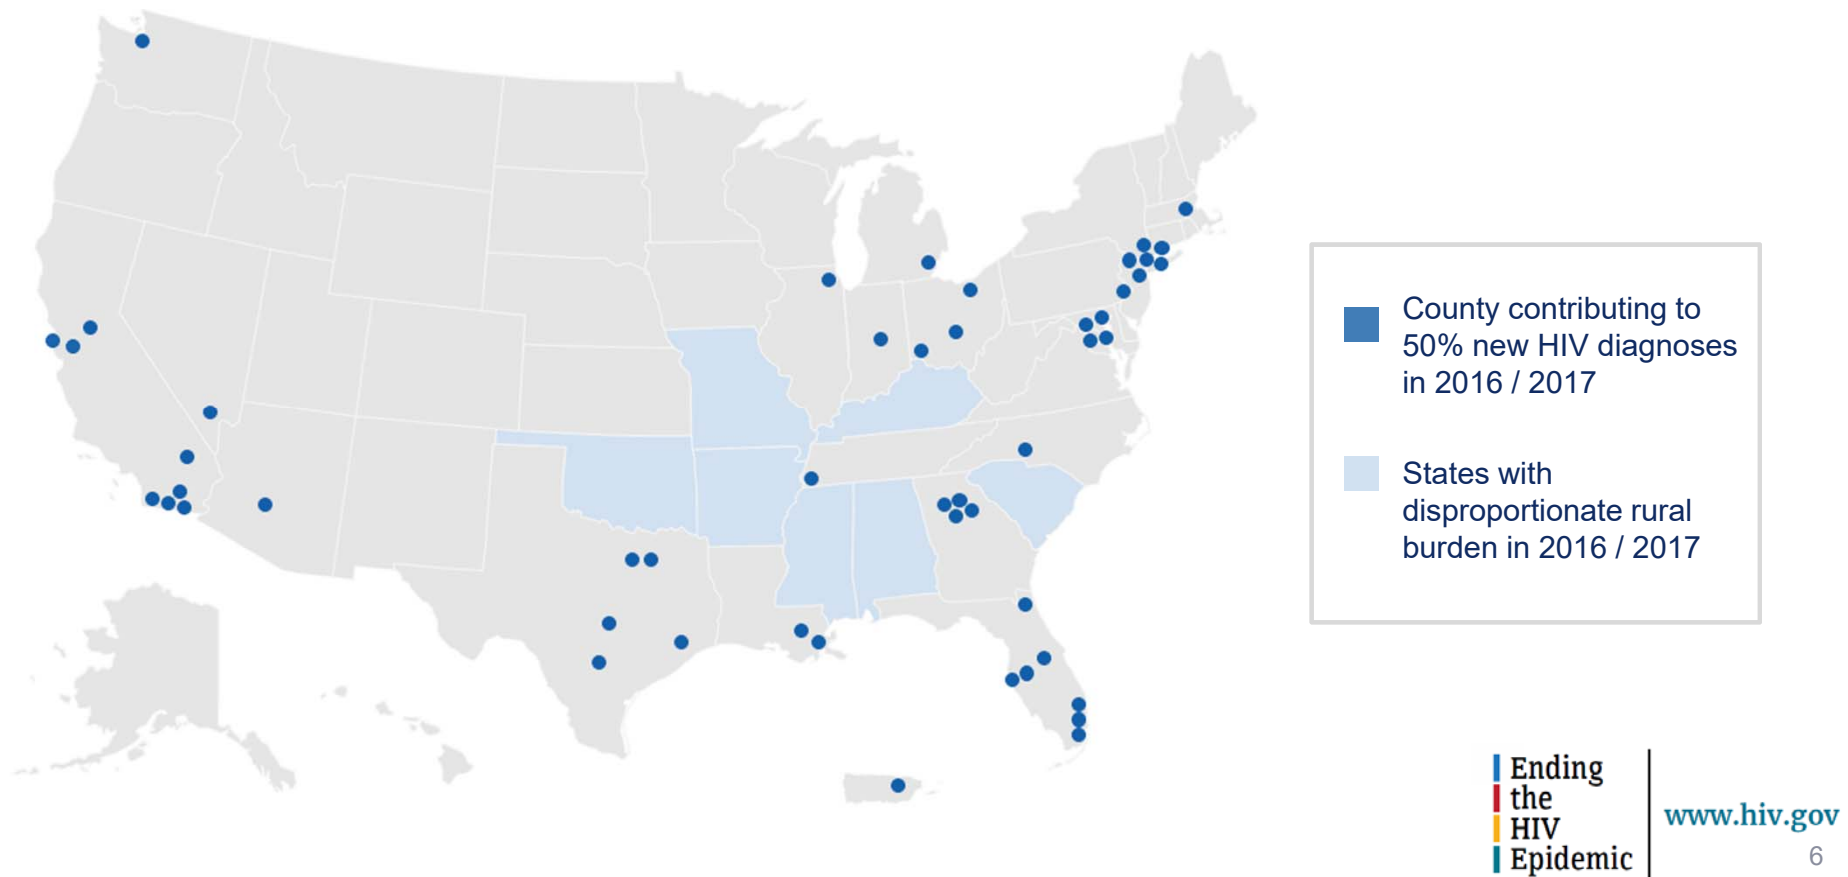 County contributing to
50% new HIV diagnoses
in 2016 / 2017
States with
disproportionate rural
burden in 2016 / 2017
Ending
the
HIV
Epidemic
www.hiv.gov
6